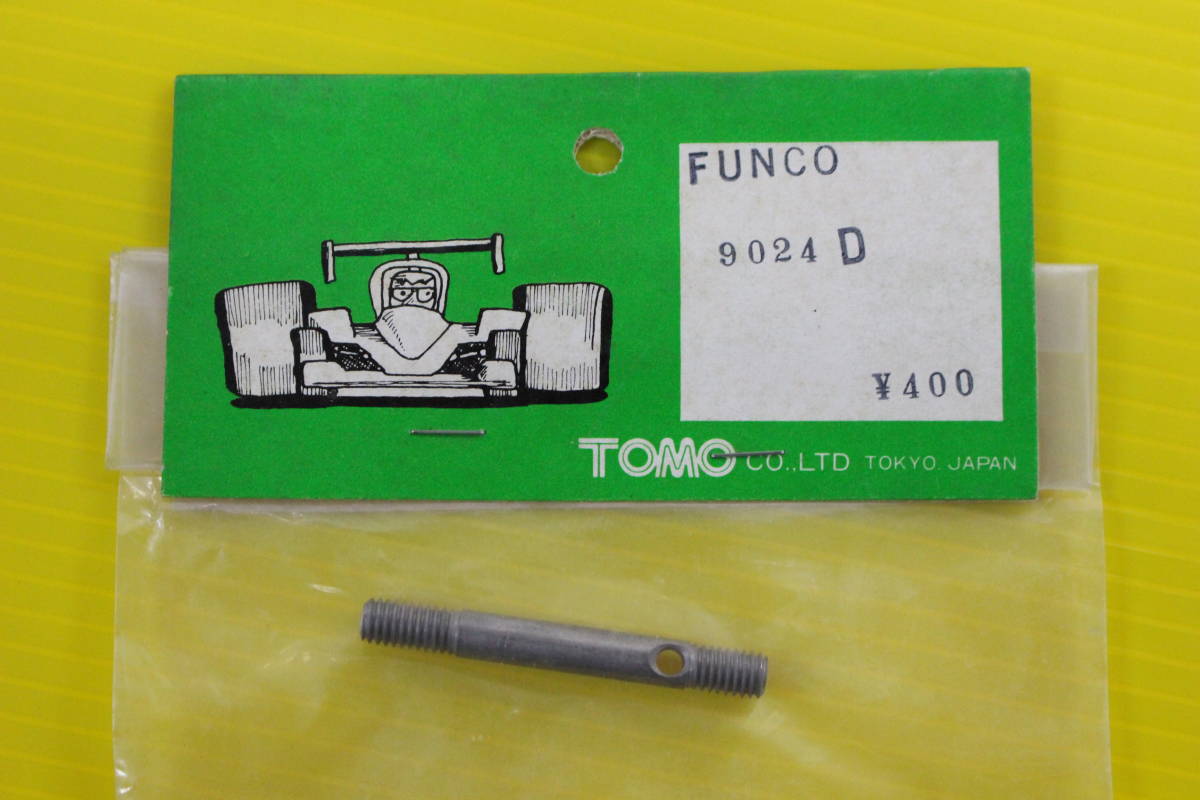 FUNCO
9024 D
¥400
TOMO CO.,LTD TOKYO. JAPAN